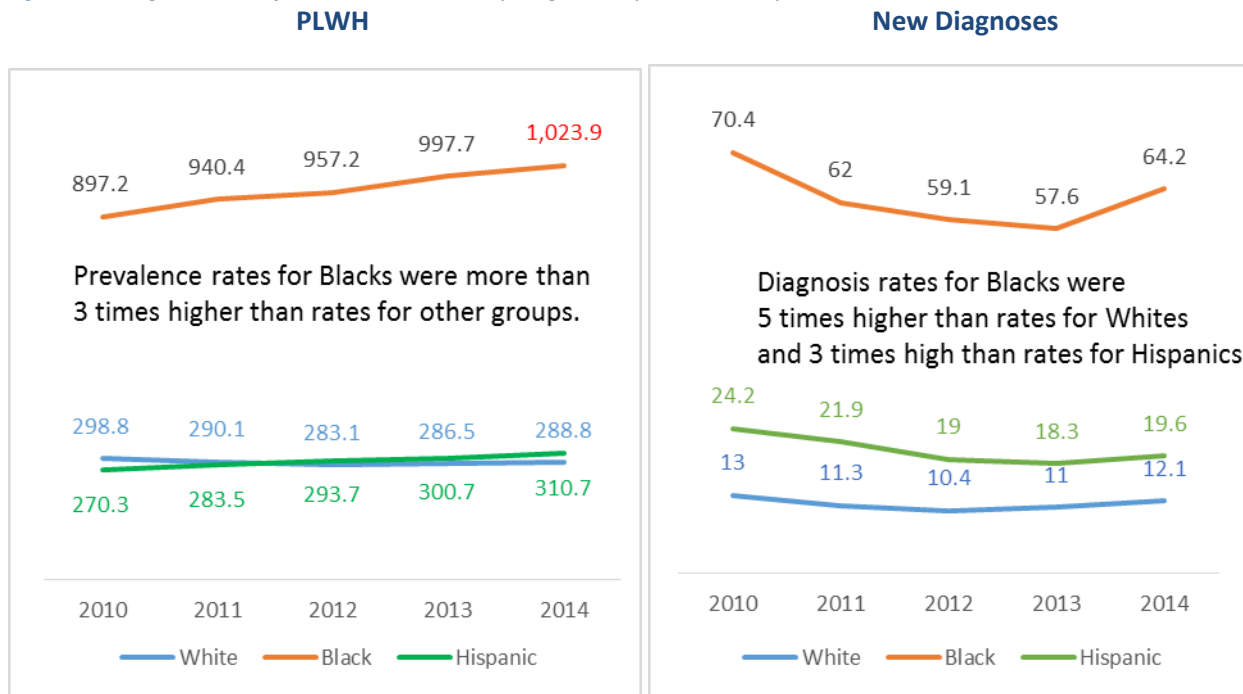 PLWH
897.2 940.4 957.2 997.7 1,023.9
Prevalence rates for Blacks were more than
3 times higher than rates for other groups.
298.8 290.1 283.1 286.5 288.8
270.3 283.5 293.7 300.7 310.7
2010 2011 2012 2013 2014
White Black Hispanic
New Diagnoses
70.4 62 59.1 57.6 64.2
Diagnosis rates for Blacks were
5 times higher than rates for Whites
and 3 times high than rates for Hispanics
24.2 21.9 19 18.3 19.6
13 11.3 10.4 11 12.1
2010 2011 2012 2013 2014
White Black Hispanic